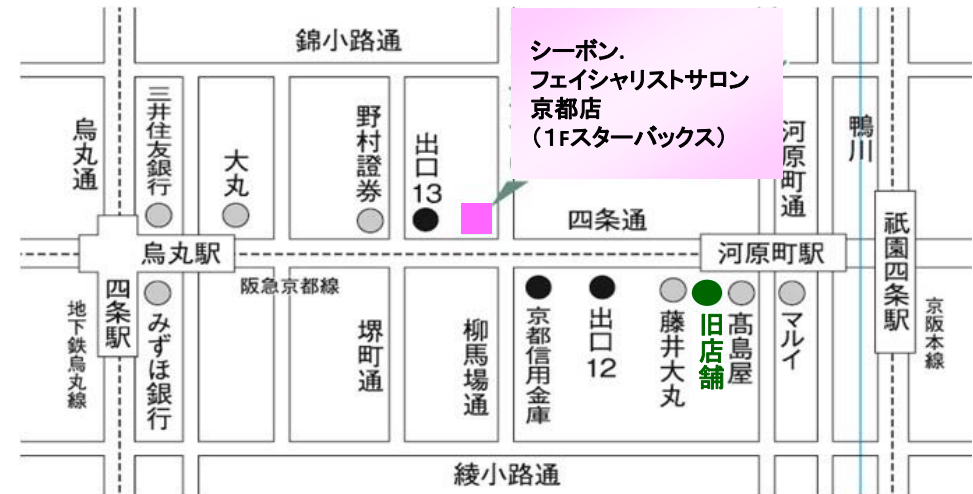 錦小路通
シーボン.
フェイシャリストサロン
京都店
（１Fスターバックス）
烏丸通
三井住友銀行
大丸
野村證券
出口
13
河原町通
鴨川
四条通
烏丸駅
河原町駅
祇園四条駅
阪急京都線
四条駅
地下鉄烏丸線
みずほ銀行
堺町通
柳馬場通
京都信用金庫
出口
12
藤井大丸
旧店舗
髙島屋
マルイ
京阪本線
綾小路通